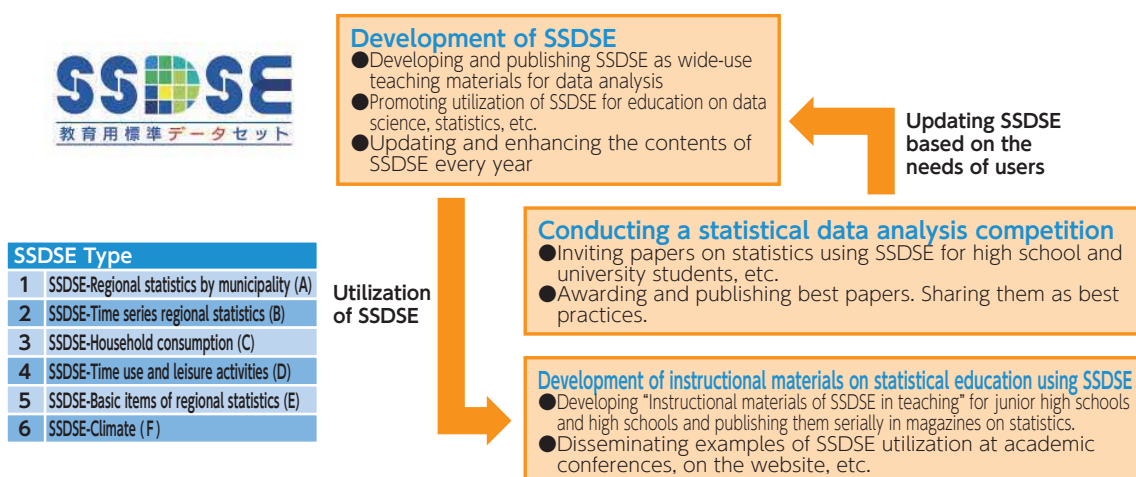 SSDSE
教育用標準データセット
Development of SSDSE
●Developing and publishing SSDSE as wide-use
teaching materials for data analysis
●Promoting utilization of SSDSE for education on data
science, statistics, etc.
●Updating and enhancing the contents of
SSDSE every year
Updating SSDSE
based on the
needs of users
Conducting a statistical data analysis competition
●Inviting papers on statistics using SSDSE for high school and
university students, etc.
●Awarding and publishing best papers. Sharing them as best
practices.
SSDSE Type
1 SSDSE-Regional statistics by municipality (A)
2 SSDSE-Time series regional statistics (B)
3 SSDSE-Household consumption (C)
4 SSDSE-Time use and leisure activities (D)
5 SSDSE-Basic items of regional statistics (E)
6 SSDSE-Climate (F)
Utilization
of SSDSE
Development of instructional materials on statistical education using SSDSE
●Developing “Instructional materials of SSDSE in teaching” for junior high schools
and high schools and publishing them serially in magazines on statistics.
●Disseminating examples of SSDSE utilization at academic
conferences, on the website, etc.